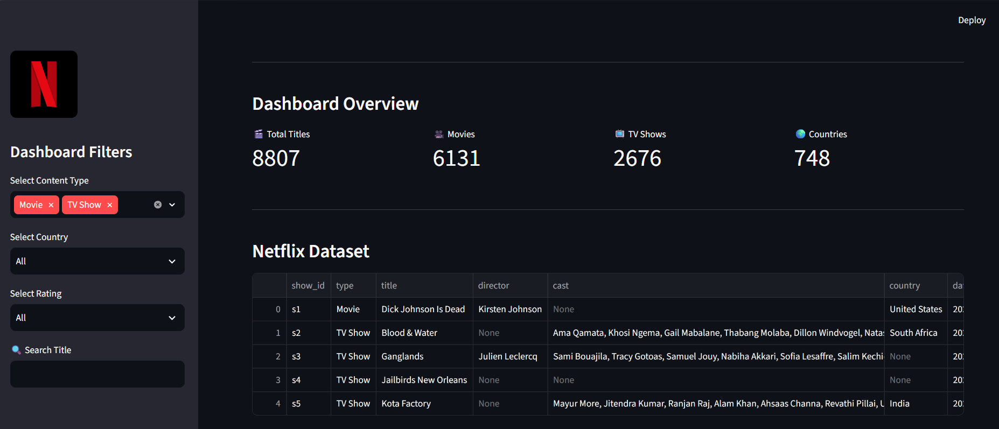 Deploy
N
Dashboard Filters
Select Content Type
Movie × TV Show ×
Select Country
All
Select Rating
All
Search Title
Dashboard Overview
Total Titles Movies TV Shows Countries
8807 6131 2676 748
Netflix Dataset
show_id type title director cast country da
0 s1 Movie Dick Johnson Is Dead Kirsten Johnson None United States 20
1 s2 TV Show Blood & Water None Ama Qamata, Khosi Ngema, Gail Mabalane, Thabang Molaba, Dillon Windvogel, Natas South Africa 20
2 s3 TV Show Ganglands Julien Leclercq Sami Bouajila, Tracy Gotoas, Samuel Jouy, Nabiha Akkari, Sofia Lesaffre, Salim Kechi None 20
3 s4 TV Show Jailbirds New Orleans None None None 20
4 s5 TV Show Kota Factory None Mayur More, Jitendra Kumar, Ranjan Raj, Alam Khan, Ahsaas Channa, Revathi Pillai, U India 20